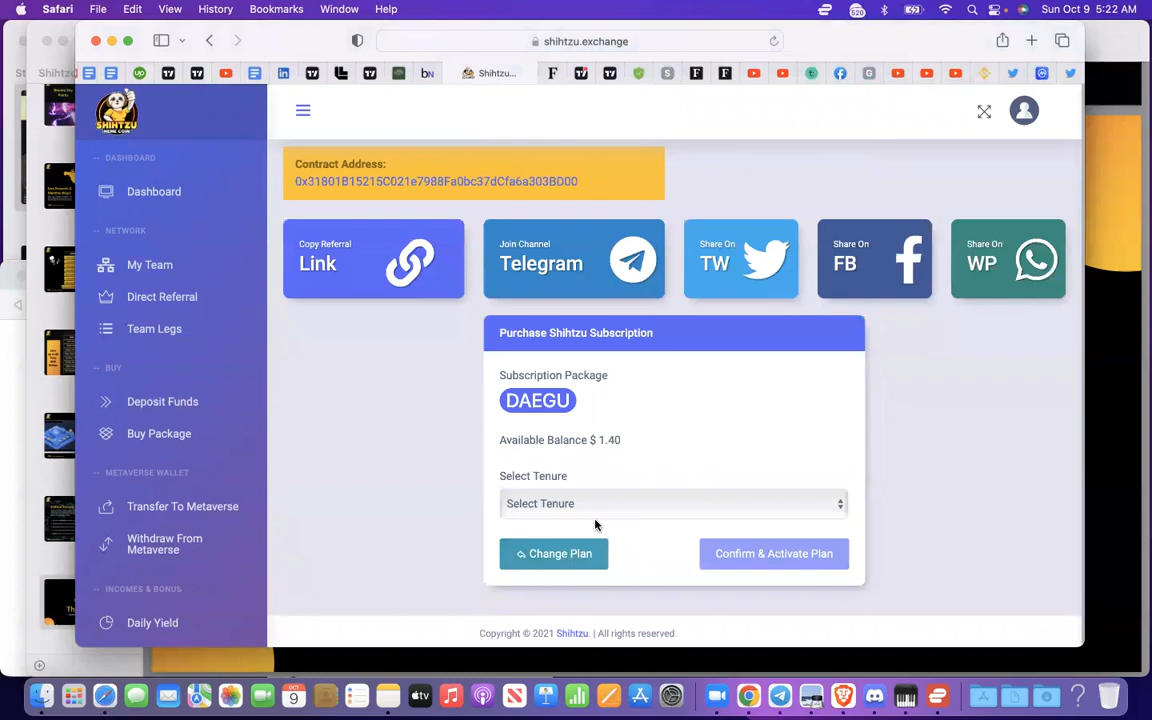 Safari File Edit View History Bookmarks Window Help
Sun Oct 9 5:22 AM
shihtzu.exchange
Shihtzu...
SHIHTZU
MEME COIN
DASHBOARD
Dashboard
NETWORK
My Team
Direct Referral
Team Legs
BUY
Deposit Funds
Buy Package
METAVERSE WALLET
Transfer To Metaverse
Withdraw From
Metaverse
INCOMES & BONUS
Daily Yield
Contract Address:
0x31801B15215C021e7988Fa0bc37dCfa6a303BD00
Copy Referral
Link
Join Channel
Telegram
Share On
TW
Share On
FB
Share On
WP
Purchase Shihtzu Subscription
Subscription Package
DAEGU
Available Balance $ 1.40
Select Tenure
Select Tenure
Change Plan
Confirm & Activate Plan
Copyright © 2021 Shihtzu. | All rights reserved.